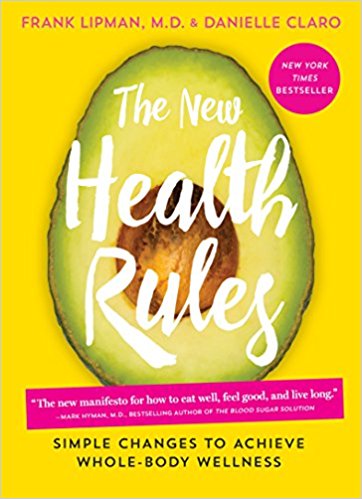 FRANK LIPMAN, M.D. & DANIELLE CLARO
NEW YORK
TIMES
BESTSELLER
The New
Health
Rules
"The new manifesto for how to eat well, feel good, and live long."
—MARK HYMAN, M.D., BESTSELLING AUTHOR OF THE BLOOD SUGAR SOLUTION
SIMPLE CHANGES TO ACHIEVE
WHOLE-BODY WELLNESS